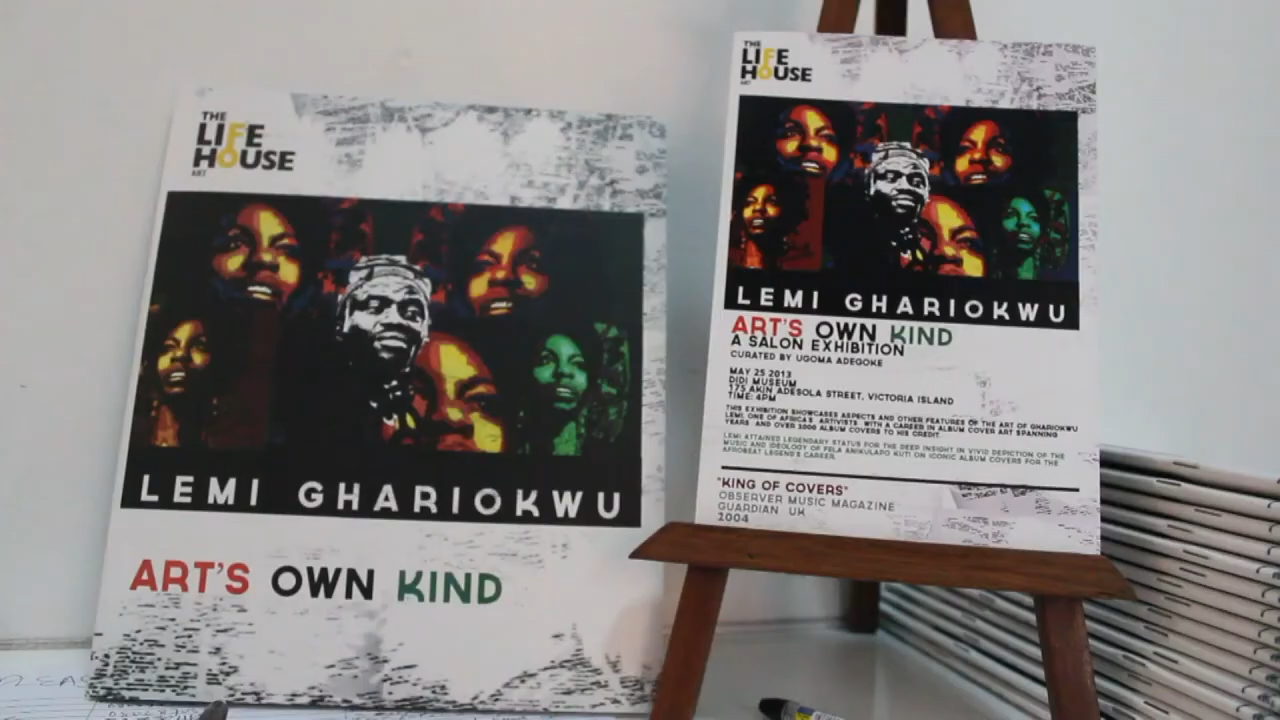 THE
LIFE
HOUSE
ART
LEMI GHARIOKWU
ART'S OWN KIND
THE
LIFE
HOUSE
ART
LEMI GHARIOKWU
ART'S OWN KIND
A SALON EXHIBITION
CURATED BY UGOMA ADEGOKE
MAY 25 2013
DIDI MUSEUM
175 AKIN ADESOLA STREET, VICTORIA ISLAND
TIME: 4PM
THIS EXHIBITION SHOWCASES ASPECTS AND OTHER FEATURES OF THE ART OF GHARIOKWU
LEMI, ONE OF AFRICA'S ARTIVISTS WITH A CAREER IN ALBUM COVER ART SPANNING
YEARS AND OVER 2000 ALBUM COVERS TO HIS CREDIT.
LEMI ATTAINED LEGENDARY STATUS FOR THE DEEP INSIGHT IN VIVID DEPICTION OF THE
MUSIC AND IDEOLOGY OF FELA ANIKULAPO KUTI ON ICONIC ALBUM COVERS FOR THE
AFROBEAT LEGEND'S CAREER.
"KING OF COVERS"
OBSERVER MUSIC MAGAZINE
GUARDIAN UK
2004